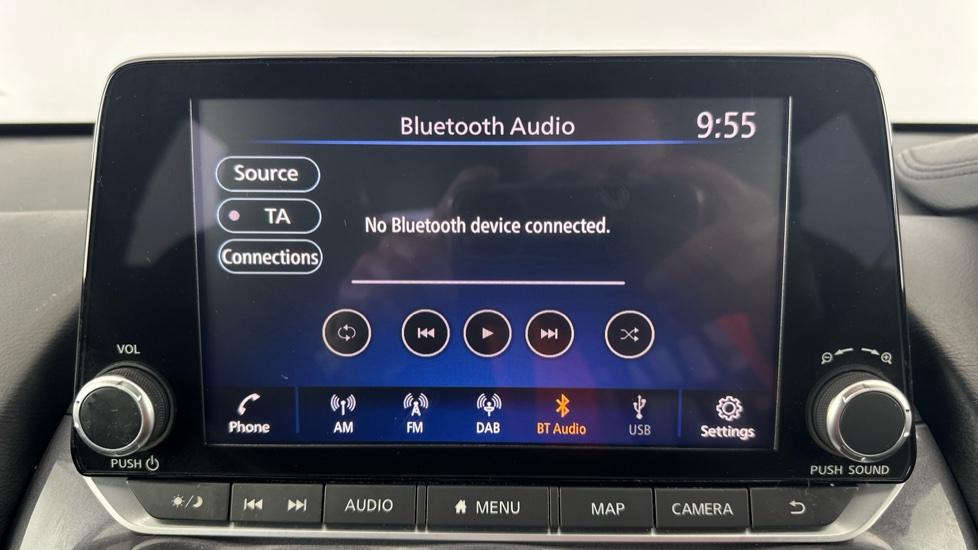 Bluetooth Audio 9:55
Source
TA
No Bluetooth device connected.
Connections
VOL
PUSH
Phone
AM
FM
DAB
BT Audio
USB
Settings
PUSH SOUND
AUDIO
MENU
MAP
CAMERA